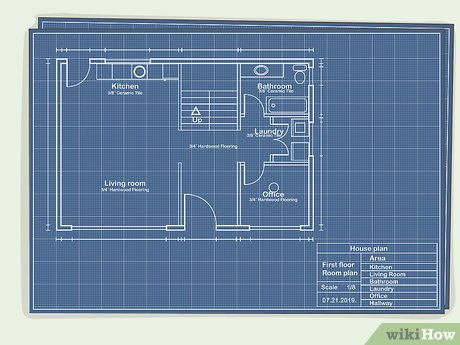 Kitchen
3/8" Ceramic Tile
Bathroom
3/8" Ceramic Tile
Up
Laundry
3/8" Ceramic Tile
3/4" Hardwood Flooring
Living room
3/4" Hardwood Flooring
Office
3/4" Hardwood Flooring
House plan
First floor
Room plan
Scale 1/8
07.21.2019.
Area
Kitchen
Living Room
Bathroom
Laundry
Office
Hallway
wikiHow